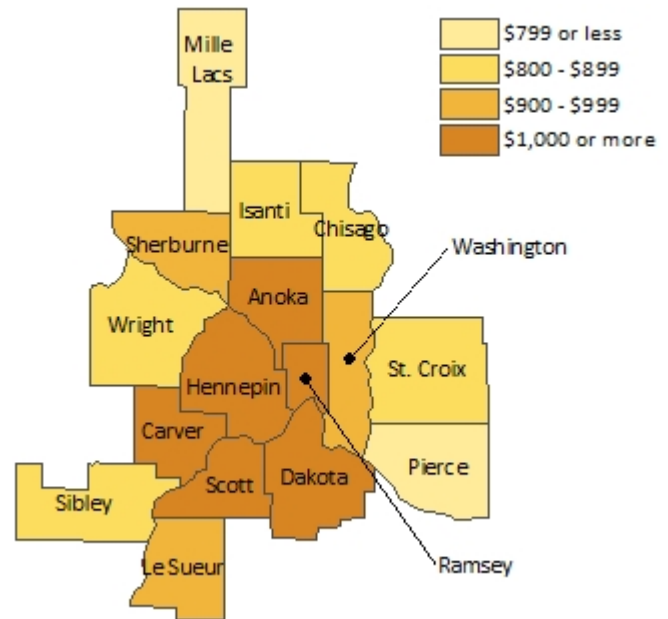 Mille
Lacs
$799 or less
$800 - $899
$900 - $999
$1,000 or more
Isanti
Chisago
Sherburne
Washington
Anoka
Wright
St. Croix
Hennepin
Carver
Pierce
Scott
Dakota
Sibley
Le Sueur
Ramsey